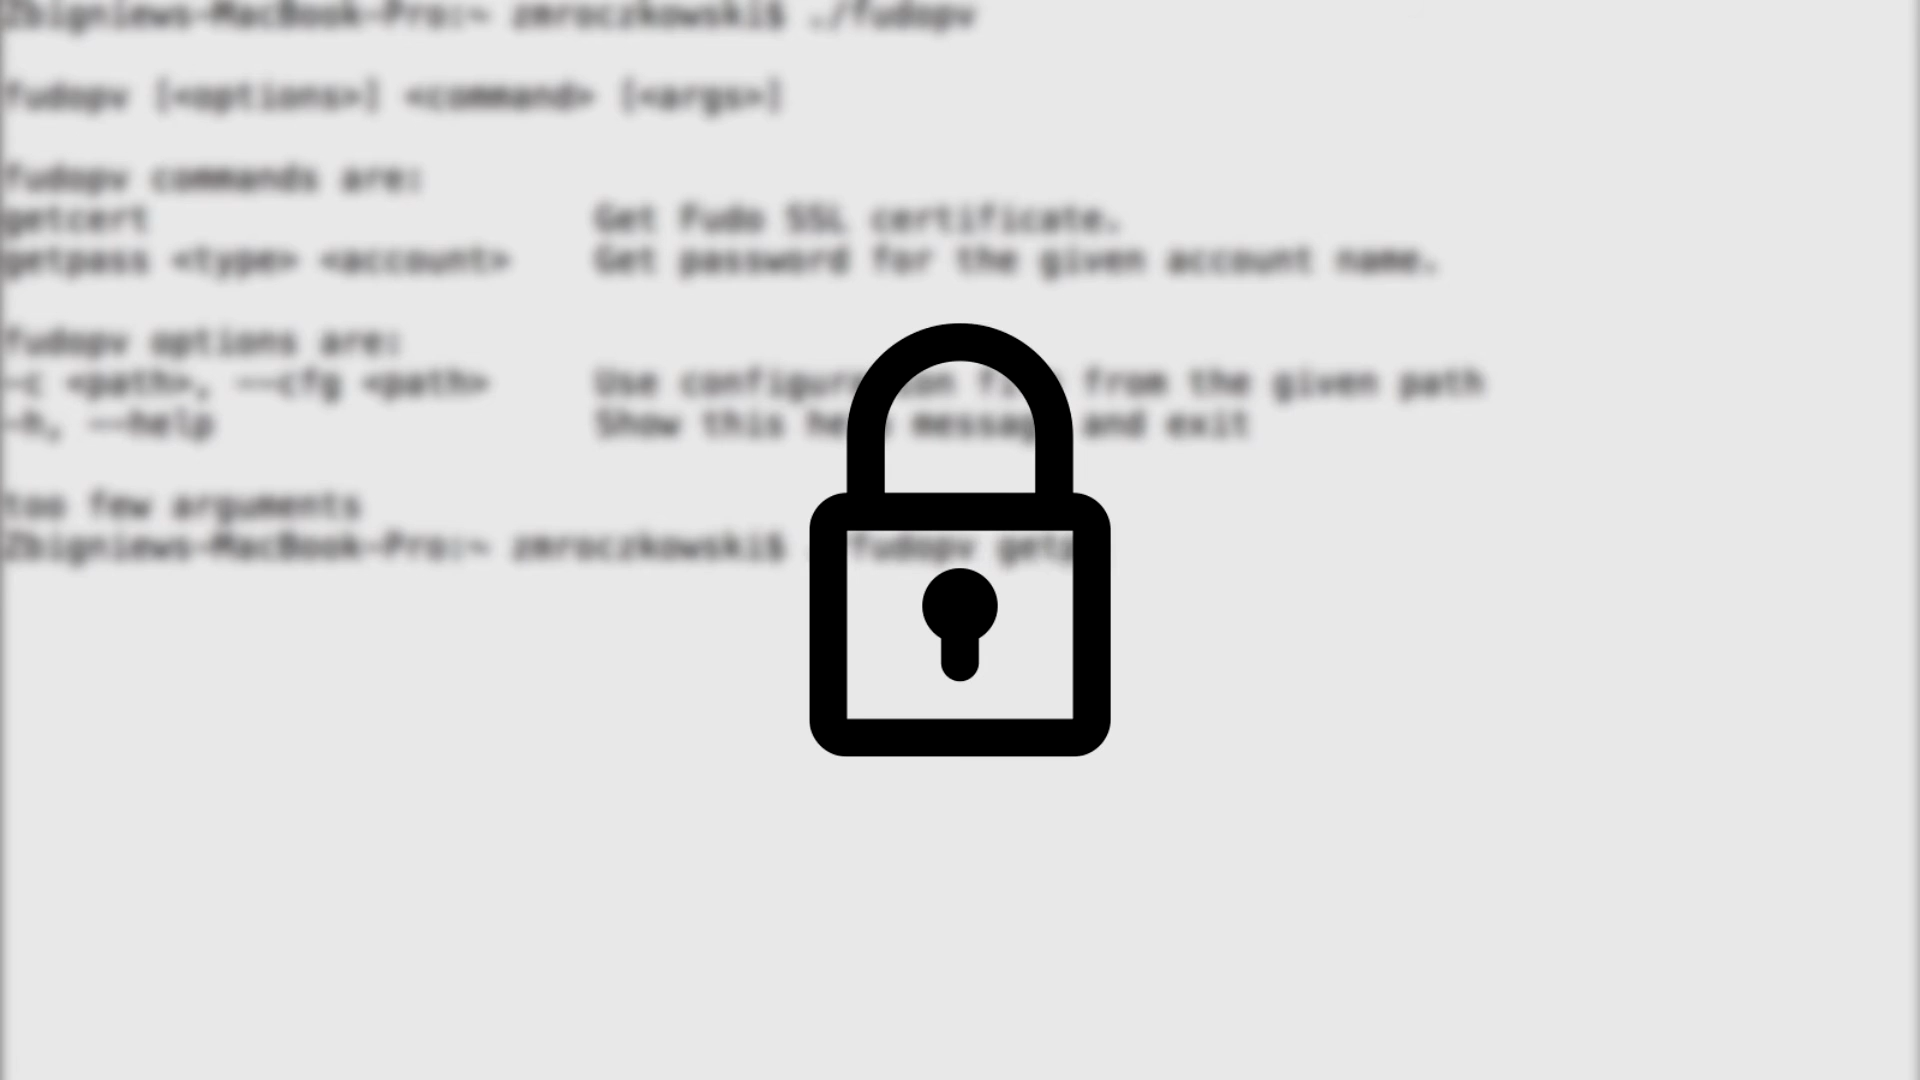 Zbigniews-MacBook-Pro:~ zmroczkowski$ ./fudopv
fudopv [<options>] <command> [<args>]
fudopv commands are:
getcert Get Fudo SSL certificate.
getpass <type> <account> Get password for the given account name.
fudopv options are:
-c <path>, --cfg <path> Use from the given path
-h, --help Show this and exit
too few arguments
Zbigniews-MacBook-Pro:~ zmroczkowski$ fudopv